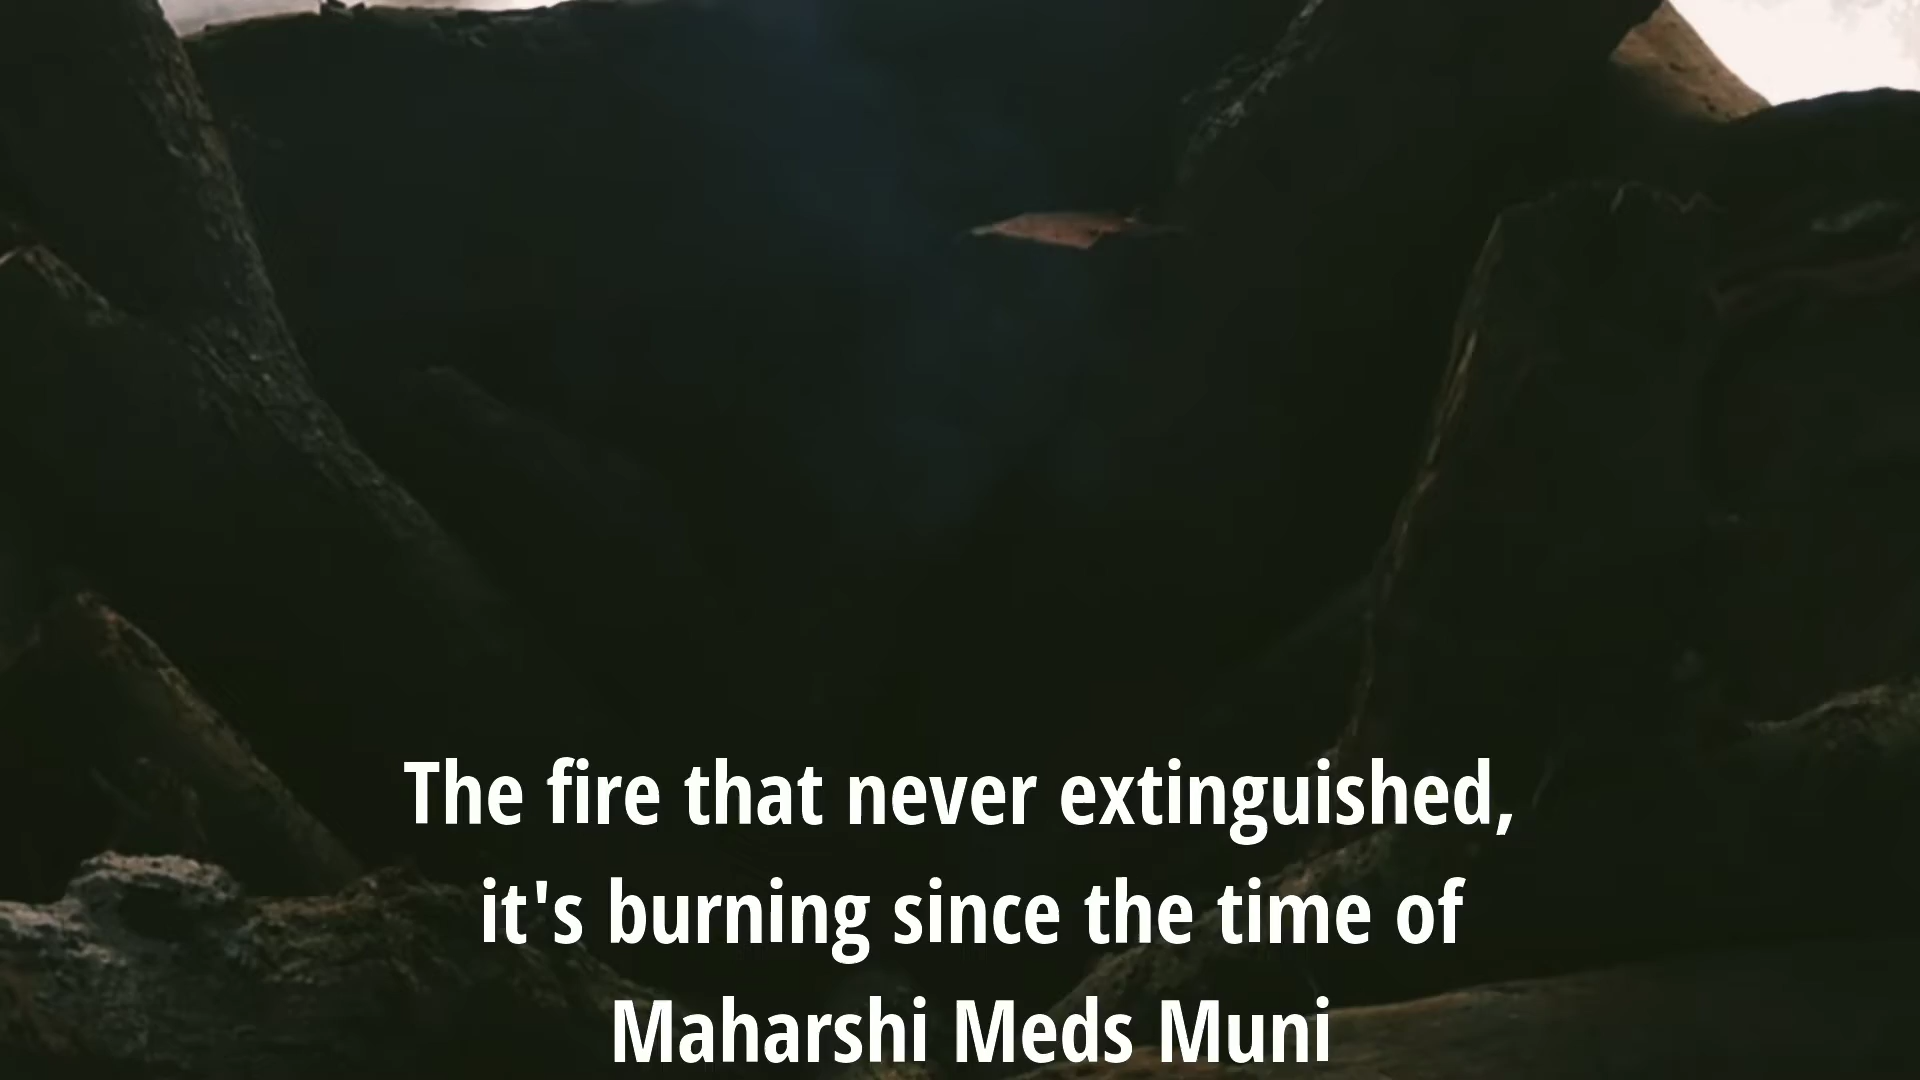 The fire that never extinguished,
it's burning since the time of
Maharshi Meds Muni